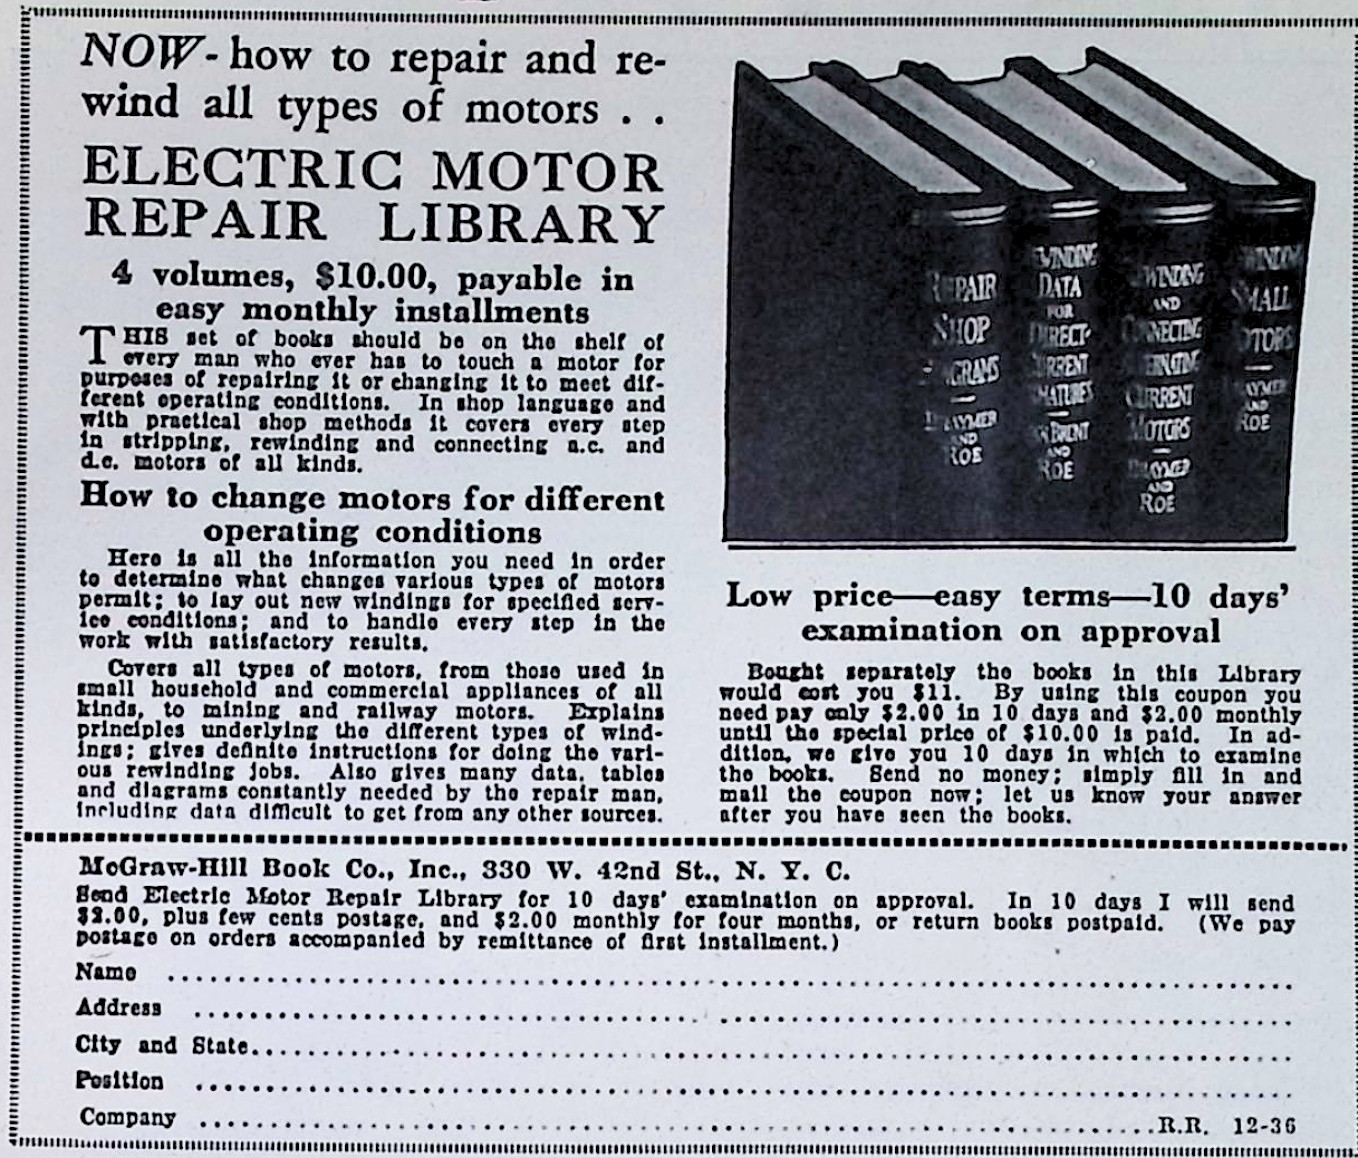 NOW - how to repair and re-
wind all types of motors . .
ELECTRIC MOTOR
REPAIR LIBRARY
4 volumes, $10.00, payable in
easy monthly installments
THIS set of books should be on the shelf of
every man who ever has to touch a motor for
purposes of repairing it or changing it to meet dif-
ferent operating conditions. In shop language and
with practical shop methods it covers every step
in stripping, rewinding and connecting a.c. and
d.c. motors of all kinds.
How to change motors for different
operating conditions
Here is all the information you need in order
to determine what changes various types of motors
permit; to lay out new windings for specified serv-
ice conditions; and to handle every step in the
work with satisfactory results.
Covers all types of motors, from those used in
small household and commercial appliances of all
kinds, to mining and railway motors. Explains
principles underlying the different types of wind-
ings; gives definite instructions for doing the vari-
ous rewinding jobs. Also gives many data, tables
and diagrams constantly needed by the repair man,
including data difficult to get from any other sources.
REPAIR
SHOP
DIAGRAMS
BRAYMER
AND
ROE
REWINDING
DATA
FOR
DIRECT-
CURRENT
ARMATURES
AND
ROE
REWINDING
AND
CONNECTING
ALTERNATING
CURRENT
MOTORS
BRAYMER
AND
ROE
REWINDING
SMALL
MOTORS
BRAYMER
AND
ROE
Low price—easy terms—10 days'
examination on approval
Bought separately the books in this Library
would cost you $11. By using this coupon you
need pay only $2.00 in 10 days and $2.00 monthly
until the special price of $10.00 is paid. In ad-
dition, we give you 10 days in which to examine
the books. Send no money; simply fill in and
mail the coupon now; let us know your answer
after you have seen the books.
McGraw-Hill Book Co., Inc., 330 W. 42nd St., N. Y. C.
Send Electric Motor Repair Library for 10 days' examination on approval. In 10 days I will send
$2.00, plus few cents postage, and $2.00 monthly for four months, or return books postpaid. (We pay
postage on orders accompanied by remittance of first installment.)
Name
Address
City and State
Position
Company
R.R. 12-36